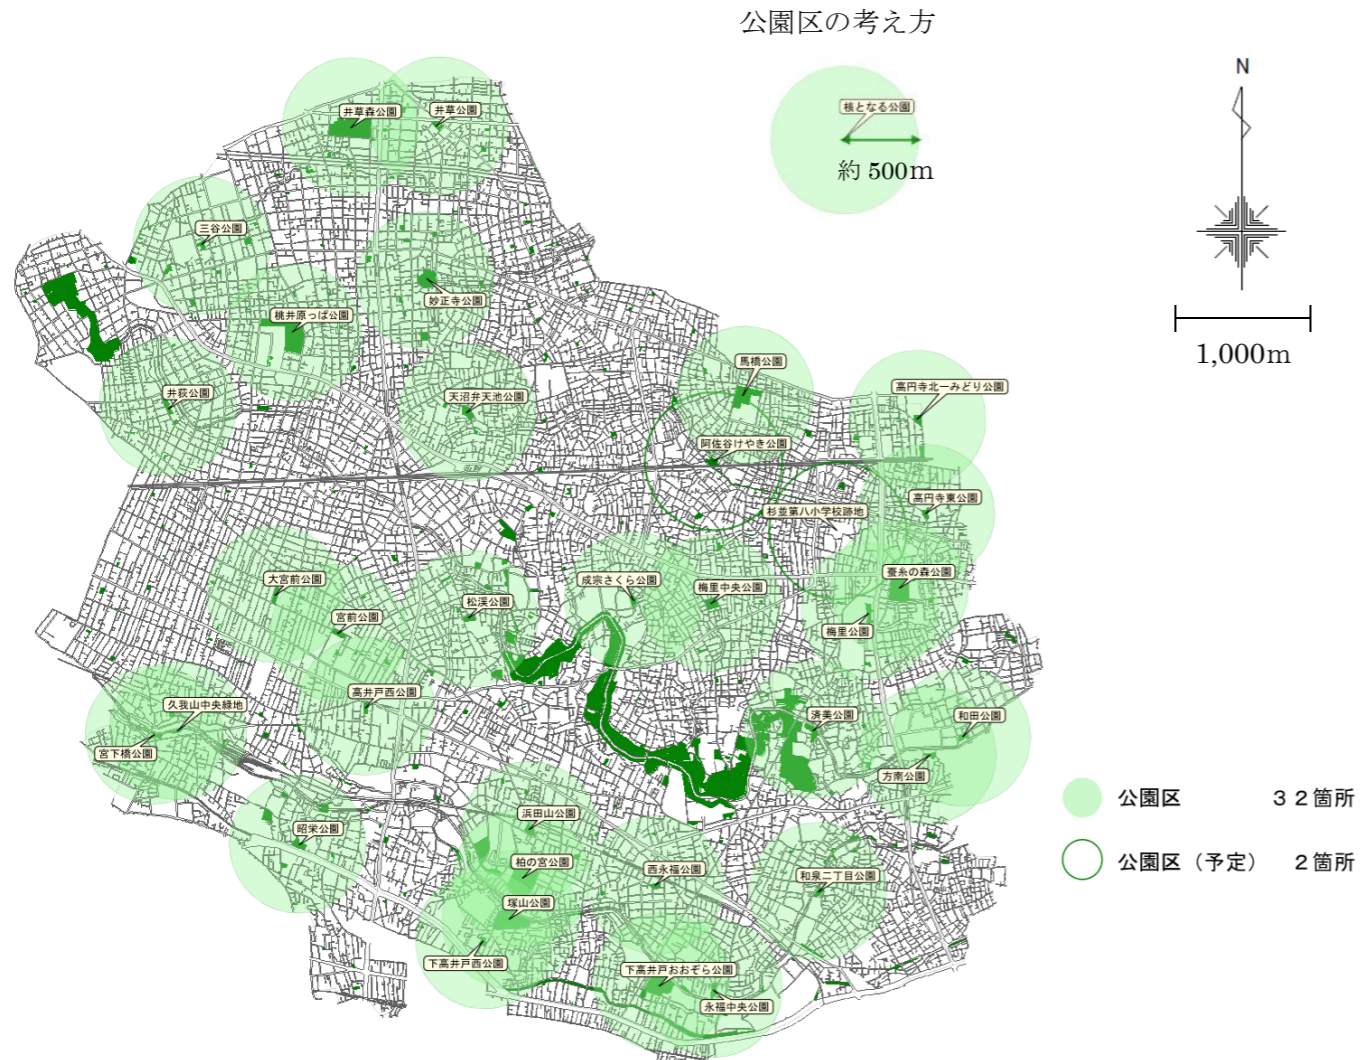 公園区の考え方
核となる公園
約 500m
N
1,000m
井草森公園
井草公園
三谷公園
妙正寺公園
桃井原っぱ公園
馬橋公園
高円寺北一みどり公園
井荻公園
天沼弁天池公園
阿佐谷けやき公園
高円寺東公園
杉並第八小学校跡地
大宮前公園
成宗さくら公園
梅里中央公園
蚕糸の森公園
松渓公園
宮前公園
梅里公園
高井戸西公園
久我山中央緑地
済美公園
和田公園
宮下橋公園
方南公園
浜田山公園
昭栄公園
柏の宮公園
西永福公園
和泉二丁目公園
塚山公園
下高井戸西公園
下高井戸おおぞら公園
永福中央公園
公園区 32箇所
公園区（予定） 2箇所